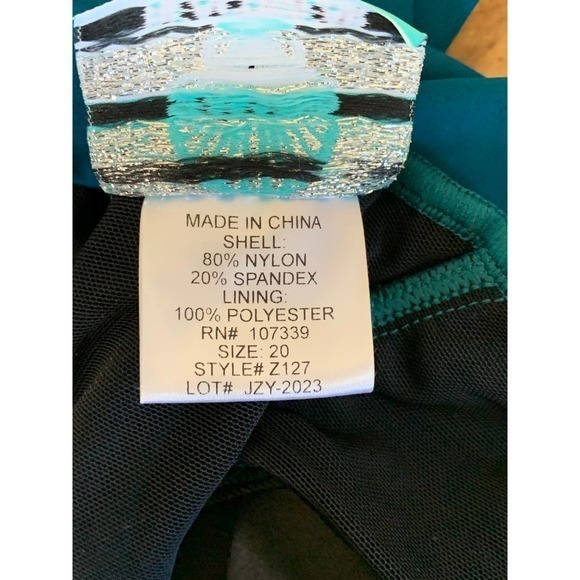 MADE IN CHINA
SHELL:
80% NYLON
20% SPANDEX
LINING:
100% POLYESTER
RN# 107339
SIZE: 20
STYLE# Z127
LOT# JZY-2023